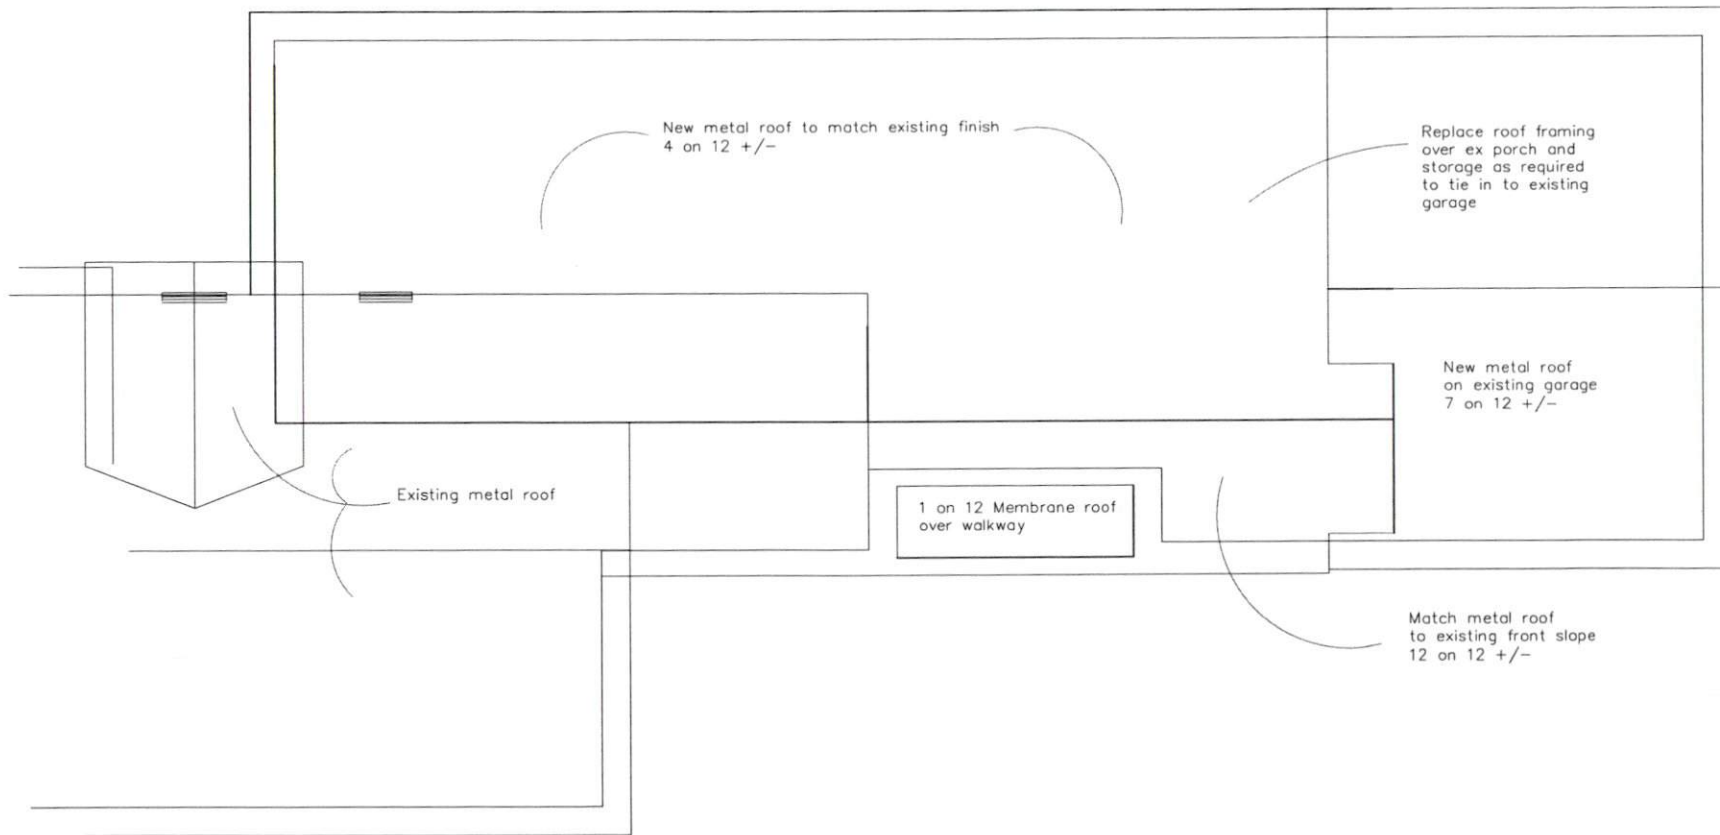 New metal roof to match existing finish
4 on 12 +/-
Replace roof framing
over ex porch and
storage as required
to tie in to existing
garage
New metal roof
on existing garage
7 on 12 +/-
Existing metal roof
1 on 12 Membrane roof
over walkway
Match metal roof
to existing front slope
12 on 12 +/-